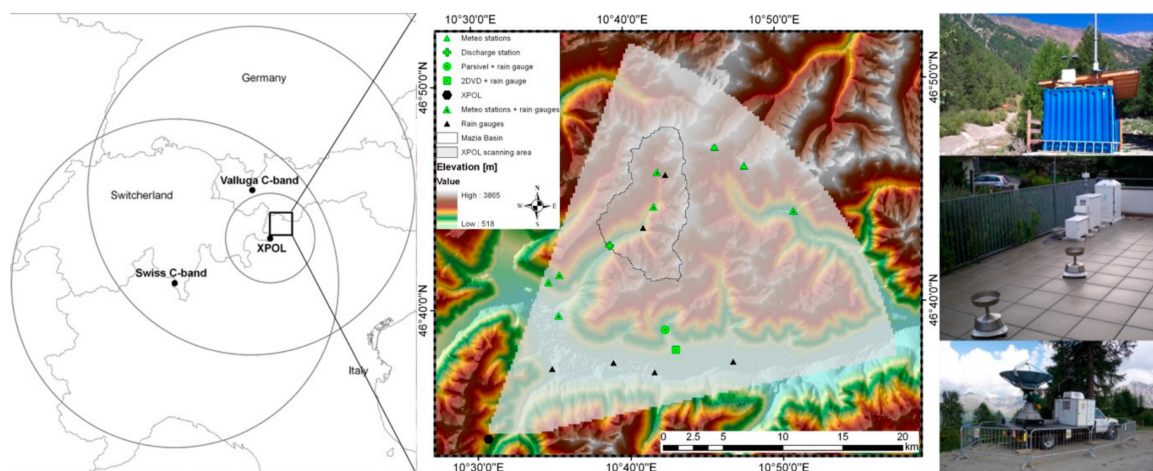 Germany
Switcherland
Valluga C-band
XPOL
Swiss C-band
Italy
10°30'0"E
10°40'0"E
10°50'0"E
Meteo stations
Discharge station
Parsivel + rain gauge
2DVD + rain gauge
XPOL
Meteo stations + rain gauges
Rain gauges
Mazia Basin
XPOL scanning area
Elevation [m]
Value
High : 3865
Low : 518
N
W
E
S
46°50'0"N
46°40'0"N
46°50'0"N
46°40'0"N
0 2.5 5 10 15 20
km
10°30'0"E
10°40'0"E
10°50'0"E